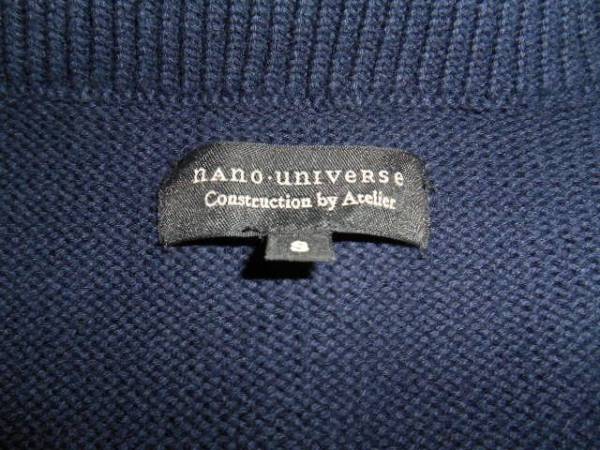 nAno·unIveRse
Construction by Atelier
S